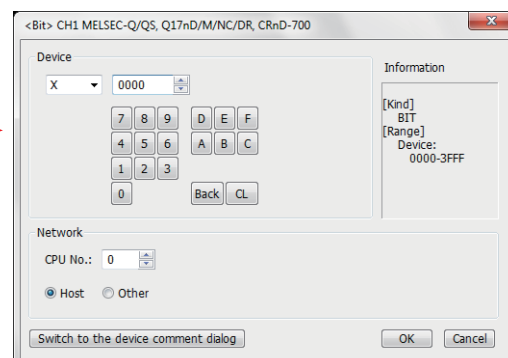 <Bit> CH1 MELSEC-Q/QS, Q17nD/M/NC/DR, CRnD-700
Device
X 0000
7 8 9 D E F
4 5 6 A B C
1 2 3
0 Back CL
Information
[Kind]
BIT
[Range]
Device:
0000-3FFF
Network
CPU No.: 0
Host Other
Switch to the device comment dialog OK Cancel